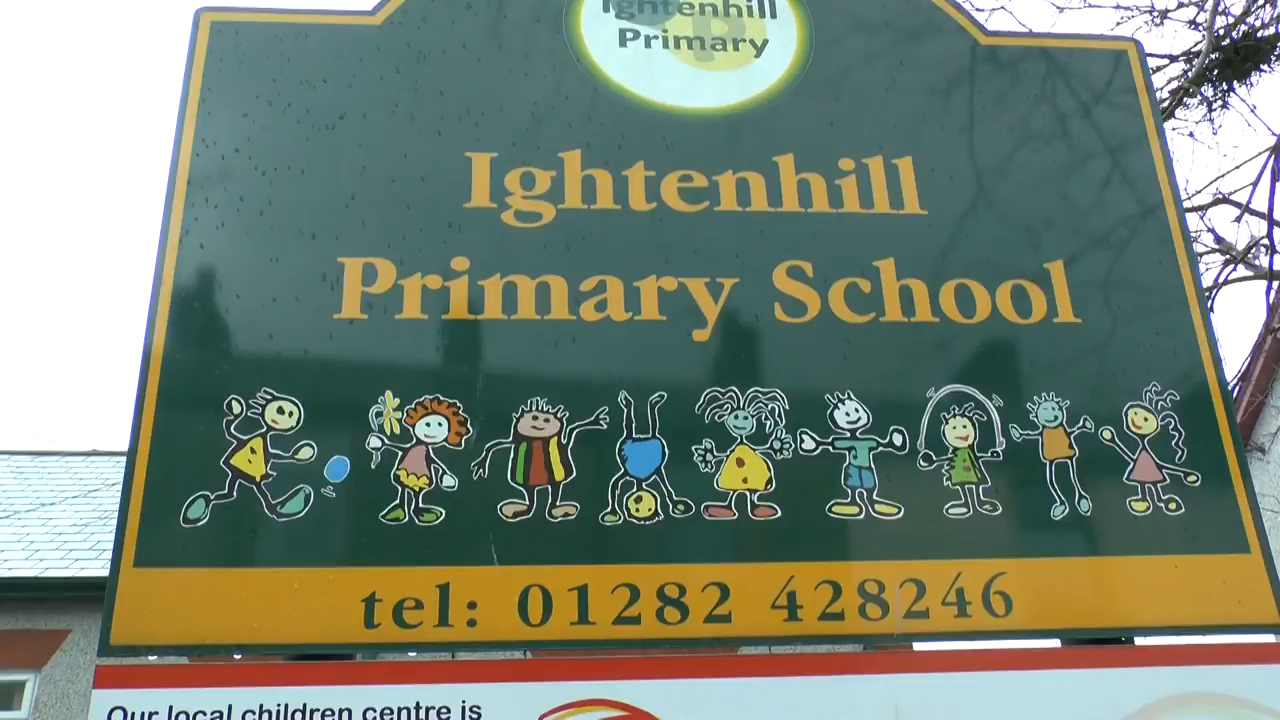 Ightenhill
Primary
Ightenhill
Primary School
tel: 01282 428246
Our local children centre is